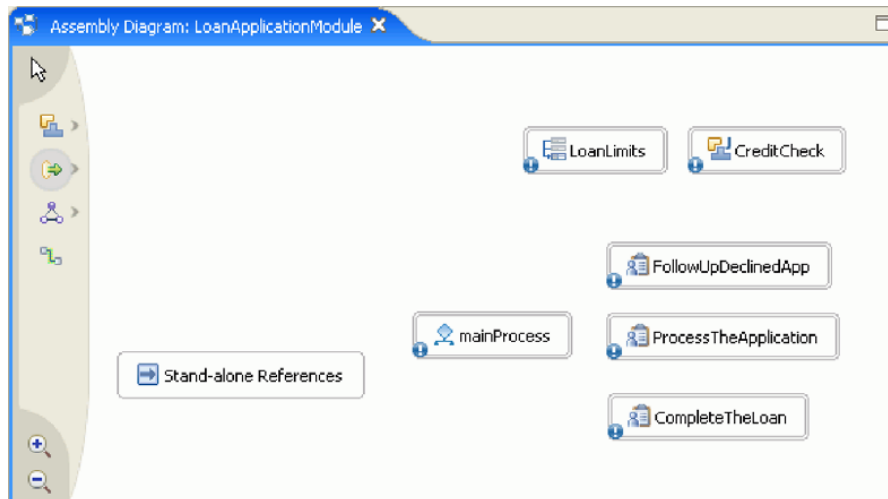 Assembly Diagram: LoanApplicationModule
LoanLimits
CreditCheck
FollowUpDeclinedApp
mainProcess
ProcessTheApplication
Stand-alone References
CompleteTheLoan